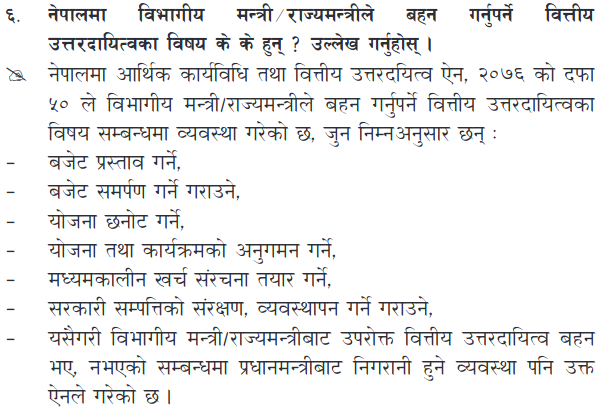 ६. नेपालमा विभागीय मन्त्री/राज्यमन्त्रीले बहन गर्नुपर्ने वित्तीय
उत्तरदायित्वका विषय के के हुन् ? उल्लेख गर्नुहोस् ।
नेपालमा आर्थिक कार्यविधि तथा वित्तीय उत्तरदयित्व ऐन, २०७६ को दफा
५० ले विभागीय मन्त्री/राज्यमन्त्रीले बहन गर्नुपर्ने वित्तीय उत्तरदायित्वका
विषय सम्बन्धमा व्यवस्था गरेको छ, जुन निम्नअनुसार छन् :
- बजेट प्रस्ताव गर्ने,
- बजेट समर्पण गर्ने गराउने,
- योजना छनोट गर्ने,
- योजना तथा कार्यक्रमको अनुगमन गर्ने,
- मध्यमकालीन खर्च संरचना तयार गर्ने,
- सरकारी सम्पत्तिको संरक्षण, व्यवस्थापन गर्ने गराउने,
- यसैगरी विभागीय मन्त्री/राज्यमन्त्रीबाट उपरोक्त वित्तीय उत्तरदायित्व बहन
भए, नभएको सम्बन्धमा प्रधानमन्त्रीबाट निगरानी हुने व्यवस्था पनि उक्त
ऐनले गरेको छ ।